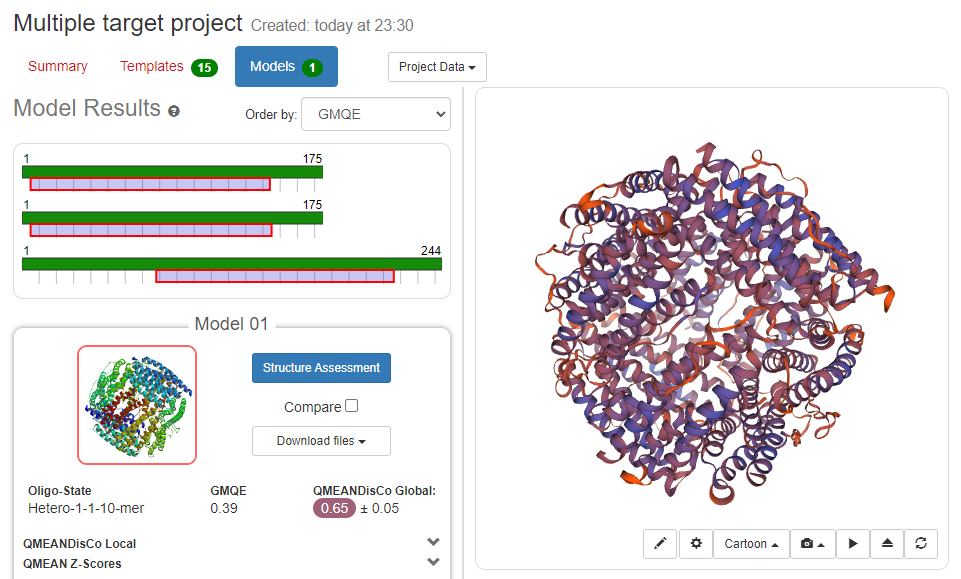 Multiple target project Created: today at 23:30
Summary Templates 15 Models 1 Project Data
Model Results ? Order by: GMQE
1 175
1 175
1 244
Model 01
Structure Assessment
Compare
Download files
Oligo-State GMQE QMEANDisCo Global:
Hetero-1-1-10-mer 0.39 0.65 ± 0.05
QMEANDisCo Local
QMEAN Z-Scores
Cartoon